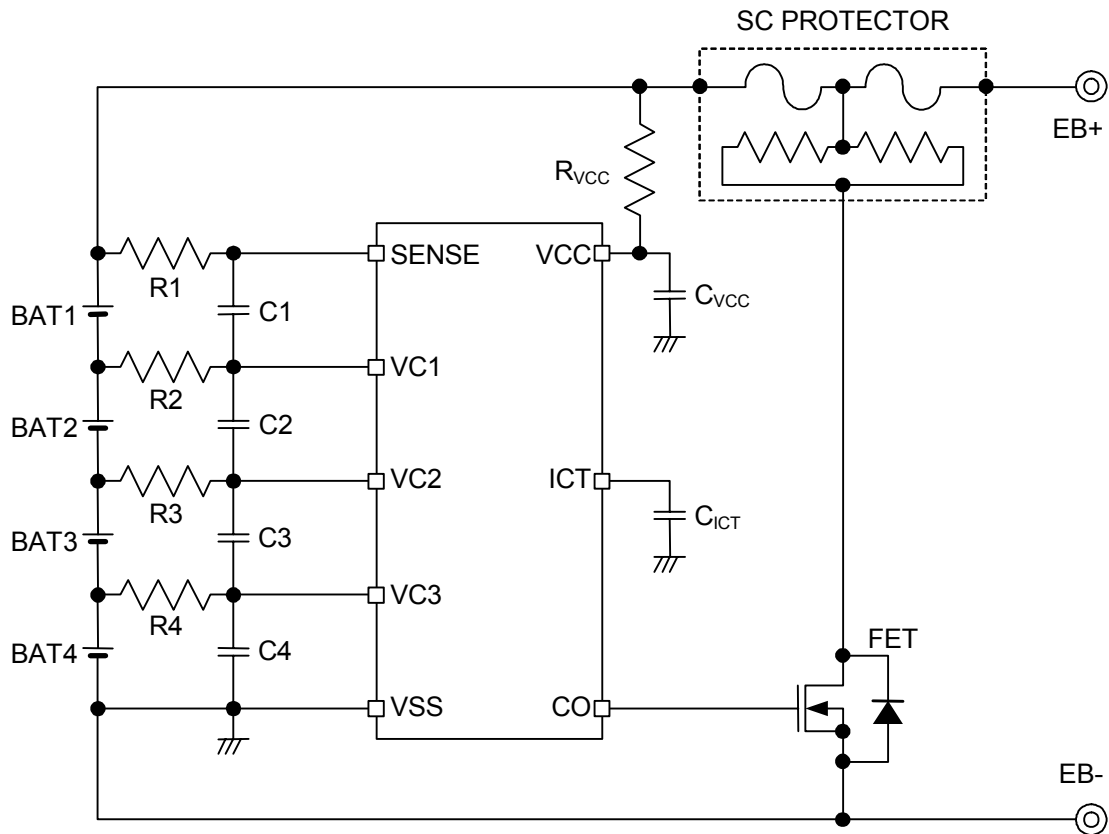 SC PROTECTOR
EB+
RVCC
SENSE
VCC
R1
BAT1
C1
CVCC
VC1
R2
BAT2
C2
VC2
ICT
R3
BAT3
C3
CICT
VC3
R4
BAT4
C4
FET
VSS
CO
EB-